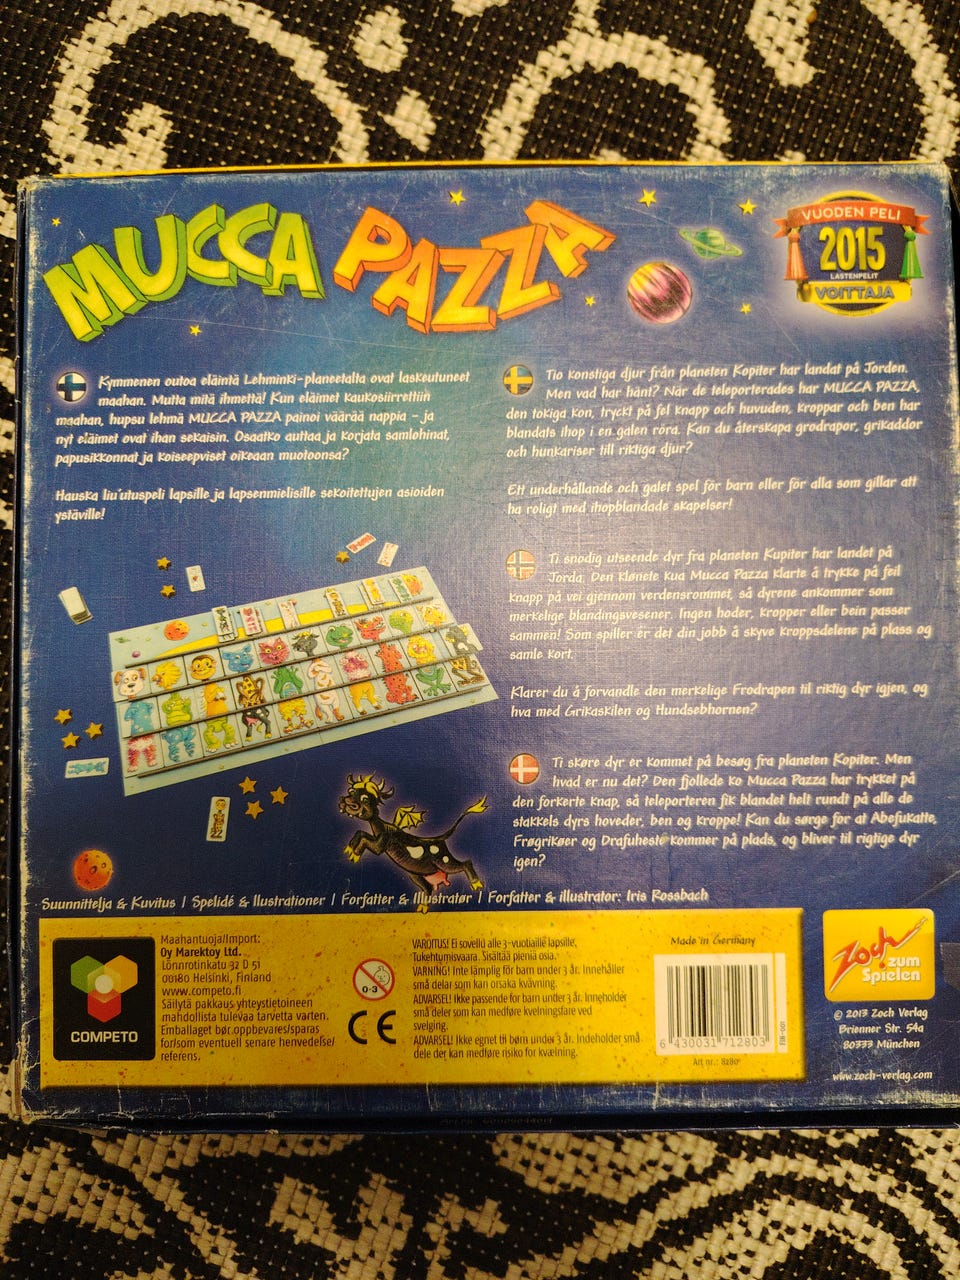 MUCCA PAZZA
VUODEN PELI
2015
LASTENPELIT
VOITTAJA
Kymmenen outoa eläintä Lehminki-planeetalta ovat laskeutuneet
maahan. Mutta mitä ihmettä! Kun eläimet kaukosiirrettiin
maahan, hupsu lehmä MUCCA PAZZA painoi väärää nappia – ja
nyt eläimet ovat ihan sekaisin. Osaatko auttaa ja korjata samlohinat,
papusikkonnat ja koiseepviset oikeaan muotoonsa?
Hauska liu'utuspeli lapsille ja lapsenmielisille sekoitettujen asioiden
ystäville!
Tio konstiga djur från planeten Kopiter har landat på Jorden.
Men vad har hänt? När de teleporterades har MUCCA PAZZA,
den tokiga kon, tryckt på fel knapp och huvuden, kroppar och ben har
blandats ihop i en galen röra. Kan du återskapa grodrapor, grikaddor
och hunkariser till riktiga djur?
Ett underhållande och galet spel för barn eller för alla som gillar att
ha roligt med ihopblandade skapelser!
Ti snodig utseende dyr fra planeten Kupiter har landet på
Jorda. Den klønete kua Mucca Pazza klarte å trykke på feil
knapp på vei gjennom verdensrommet, så dyrene ankommer som
merkelige blandingsvesener. Ingen hoder, kropper eller bein passer
sammen! Som spiller er det din jobb å skyve kroppsdelene på plass og
samle kort.
Klarer du å forvandle den merkelige Frodrapen til riktig dyr igjen, og
hva med Grikaskilen og Hundsebhornen?
Ti skøre dyr er kommet på besøg fra planeten Kopiter. Men
hvad er nu det? Den fjollede ko Mucca Pazza har trykket på
den forkerte knap, så teleporteren fik blandet helt rundt på alle de
stakkels dyrs hoveder, ben og kroppe! Kan du sørge for at Abefukatte,
Frøgrikøer og Drafuheste kommer på plads, og bliver til rigtige dyr
igen?
Suunnittelja & Kuvitus | Spelidé & Illustrationer | Forfatter & Illustratør | Forfatter & illustrator: Iris Rossbach
COMPETO
Maahantuoja/Import:
Oy Marektoy Ltd.
Lönnrotinkatu 32 D 51
00180 Helsinki, Finland
www.competo.fi
Säilytä pakkaus yhteystietoineen
mahdollista tulevaa tarvetta varten.
Emballaget bør.oppbevares/sparas
for/som eventuell senare henvedelse/
referens.
0-3
CE
VAROITUS! Ei sovellu alle 3-vuotiaille lapsille,
Tukehtumisvaara. Sisältää pieniä osia.
VARNING! Inte lämplig för barn under 3 år. Innehåller
små delar som kan orsaka kvävning.
ADVARSEL! Ikke passende for barn under 3 år. Inneholder
små deler som kan medføre kvelningsfare ved
svelging.
ADVARSEL! Ikke egnet til børn under 3 år. Indeholder små
dele der kan medføre risiko for kvælning.
Made in Germany
6 430031 712803
FIN-001
Art nr.: 8280
Zoch
zum
Spielen
© 2013 Zoch Verlag
Brienner Str. 54a
80333 München
www.zoch-verlag.com